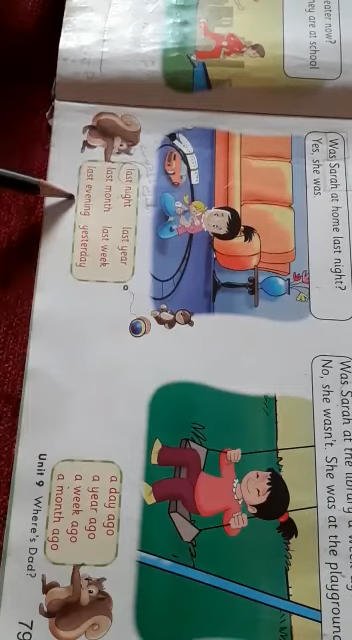 eater now?
hey are at school
Was Sarah at home last night?
Yes, she was.
last night last year
last month last week
last evening yesterday
Was Sarah at the library a week
No, she wasn't. She was at the playground
a day ago
a year ago
a week ago
a month ago
Unit 9 Where's Dad?
79